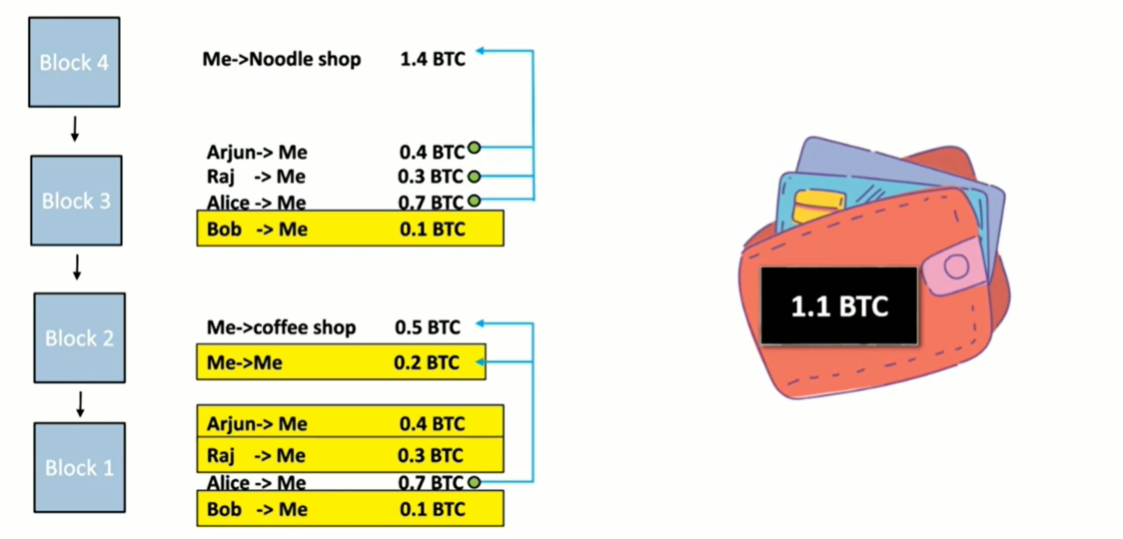 Block 4
Me->Noodle shop 1.4 BTC
Block 3
Arjun-> Me 0.4 BTC
Raj -> Me 0.3 BTC
Alice -> Me 0.7 BTC
Bob -> Me 0.1 BTC
Block 2
Me->coffee shop 0.5 BTC
Me->Me 0.2 BTC
Block 1
Arjun-> Me 0.4 BTC
Raj -> Me 0.3 BTC
Alice -> Me 0.7 BTC
Bob -> Me 0.1 BTC
1.1 BTC